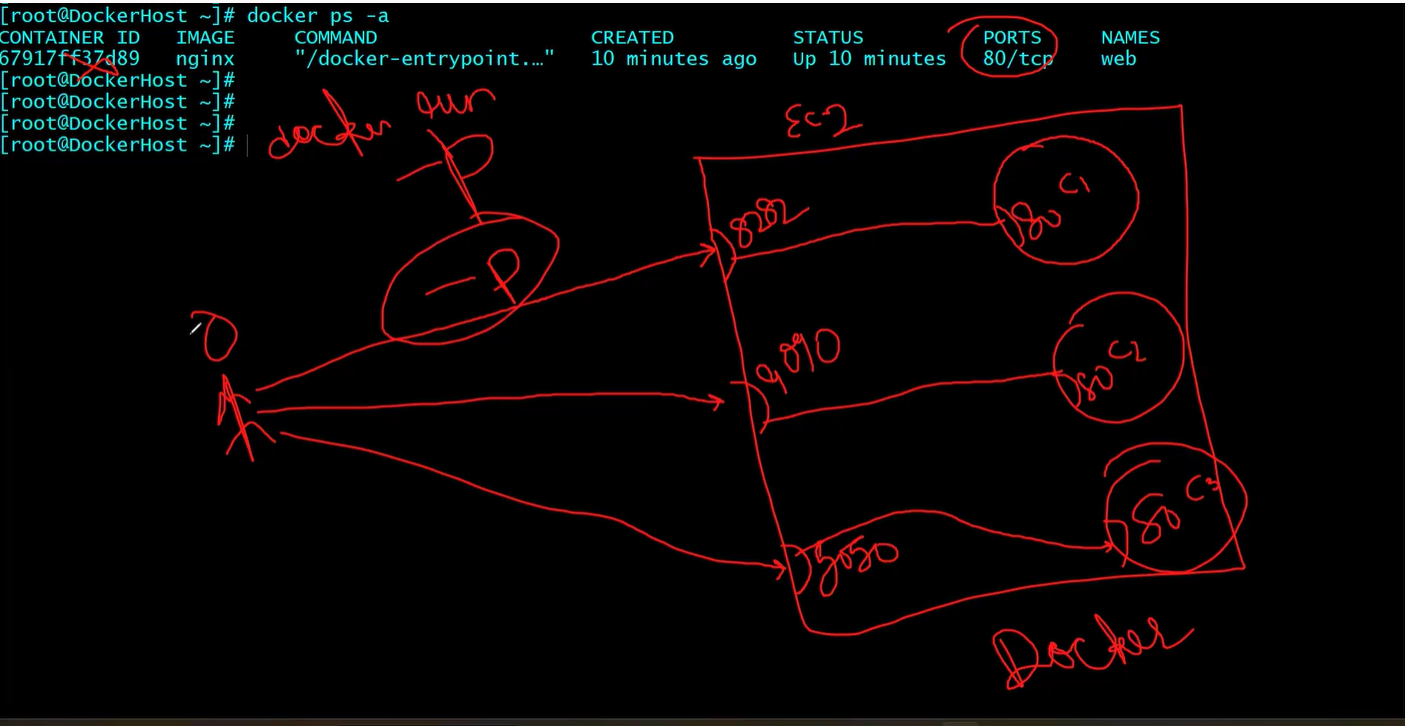 [root@DockerHost ~]# docker ps -a
CONTAINER ID IMAGE COMMAND CREATED STATUS PORTS NAMES
67917ff37d89 nginx "/docker-entrypoint.…" 10 minutes ago Up 10 minutes 80/tcp web
[root@DockerHost ~]#
[root@DockerHost ~]#
[root@DockerHost ~]#
[root@DockerHost ~]#
docker run
-P
-P
EC-2
8282
80 C1
9090
80 C2
5050
80 C3
Docker